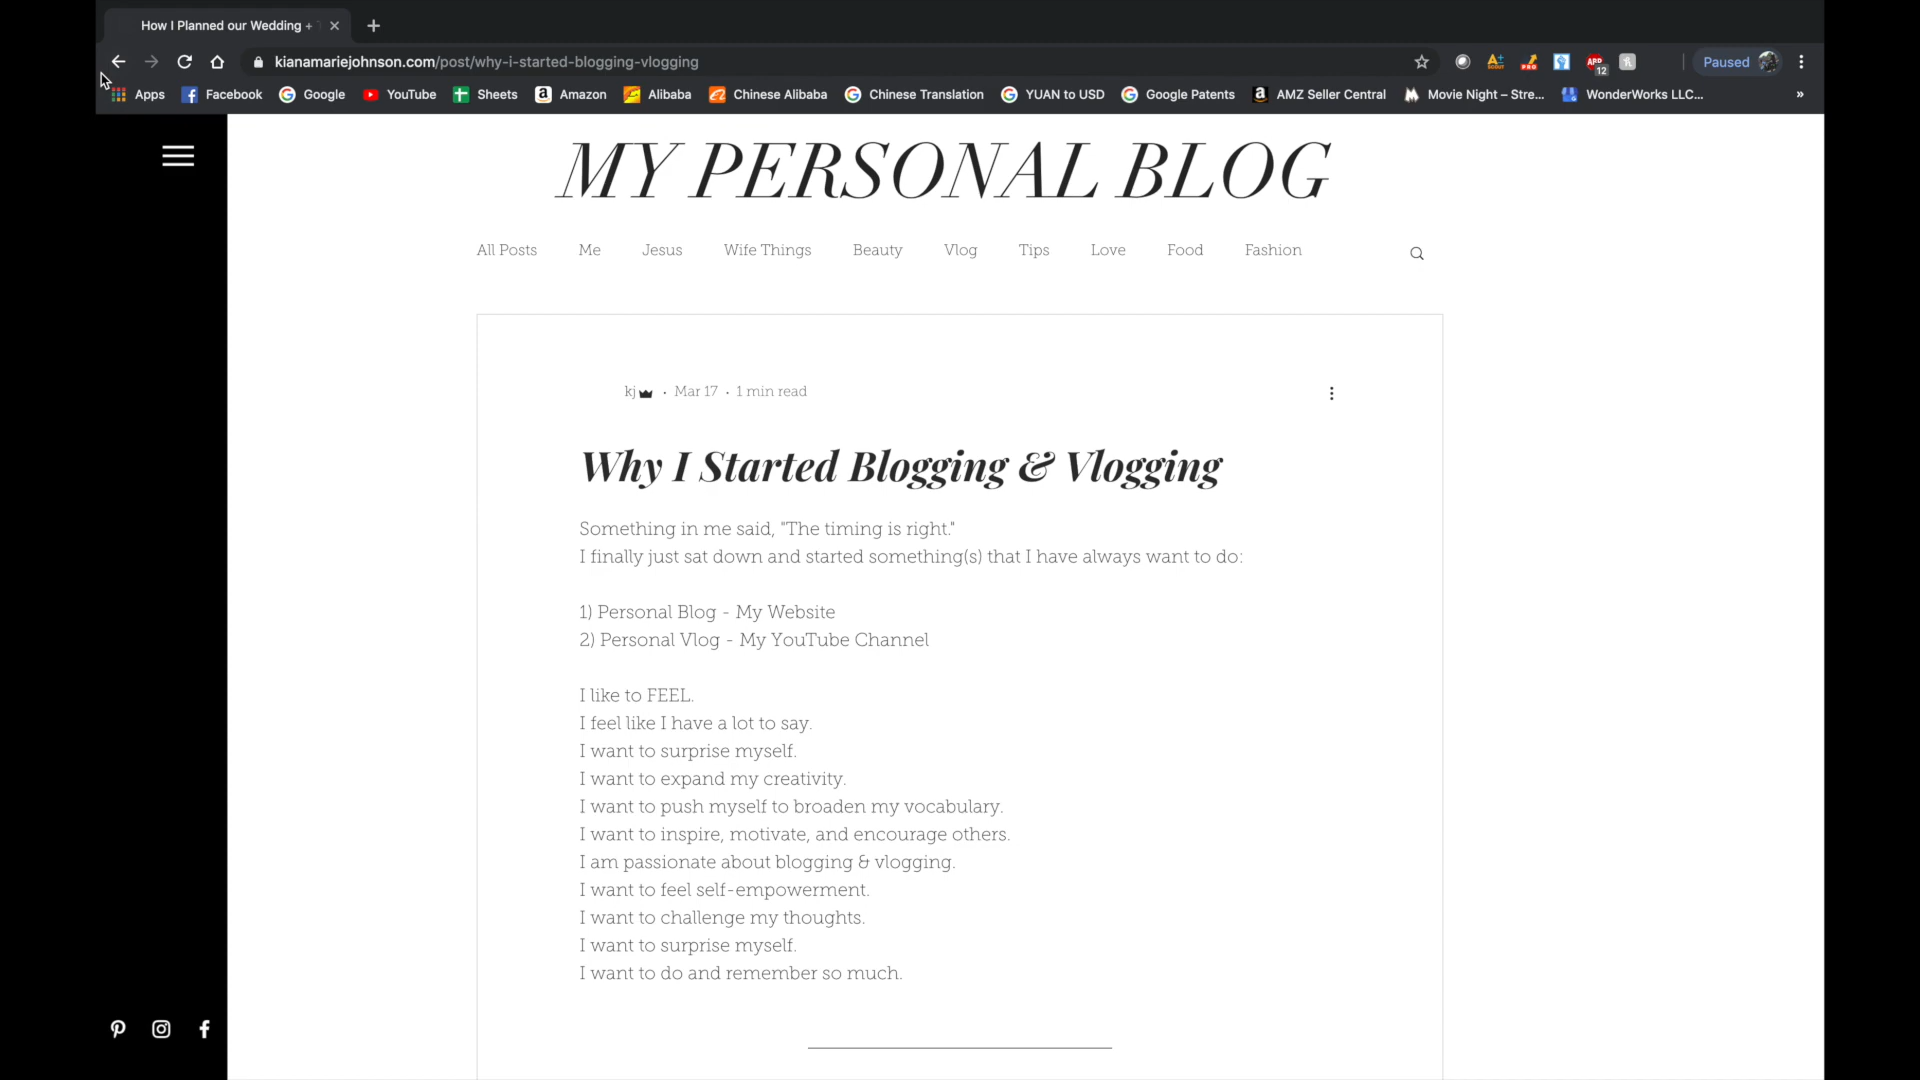 How I Planned our Wedding +
kianamariejohnson.com/post/why-i-started-blogging-vlogging
Paused
12
Apps
Facebook
Google
YouTube
Sheets
Amazon
Alibaba
Chinese Alibaba
Chinese Translation
YUAN to USD
Google Patents
AMZ Seller Central
Movie Night – Stre...
WonderWorks LLC...
»
MY PERSONAL BLOG
All Posts
Me
Jesus
Wife Things
Beauty
Vlog
Tips
Love
Food
Fashion
kj · Mar 17 · 1 min read
Why I Started Blogging & Vlogging
Something in me said, "The timing is right."
I finally just sat down and started something(s) that I have always want to do:
1) Personal Blog - My Website
2) Personal Vlog - My YouTube Channel
I like to FEEL.
I feel like I have a lot to say.
I want to surprise myself.
I want to expand my creativity.
I want to push myself to broaden my vocabulary.
I want to inspire, motivate, and encourage others.
I am passionate about blogging & vlogging.
I want to feel self-empowerment.
I want to challenge my thoughts.
I want to surprise myself.
I want to do and remember so much.